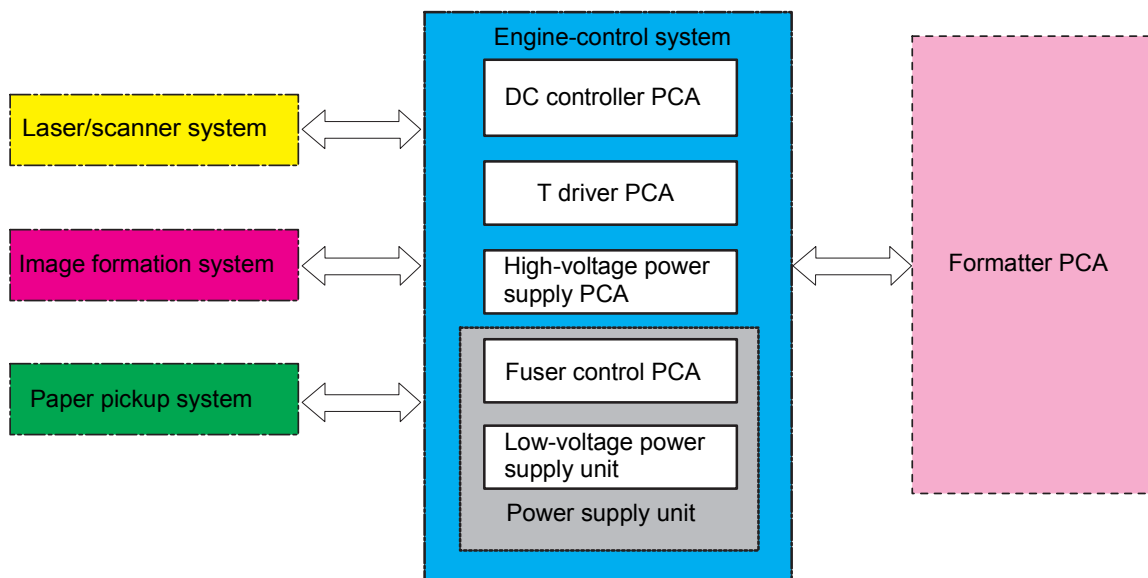 Engine-control system
DC controller PCA
Laser/scanner system
T driver PCA
Image formation system
High-voltage power
supply PCA
Formatter PCA
Fuser control PCA
Paper pickup system
Low-voltage power
supply unit
Power supply unit